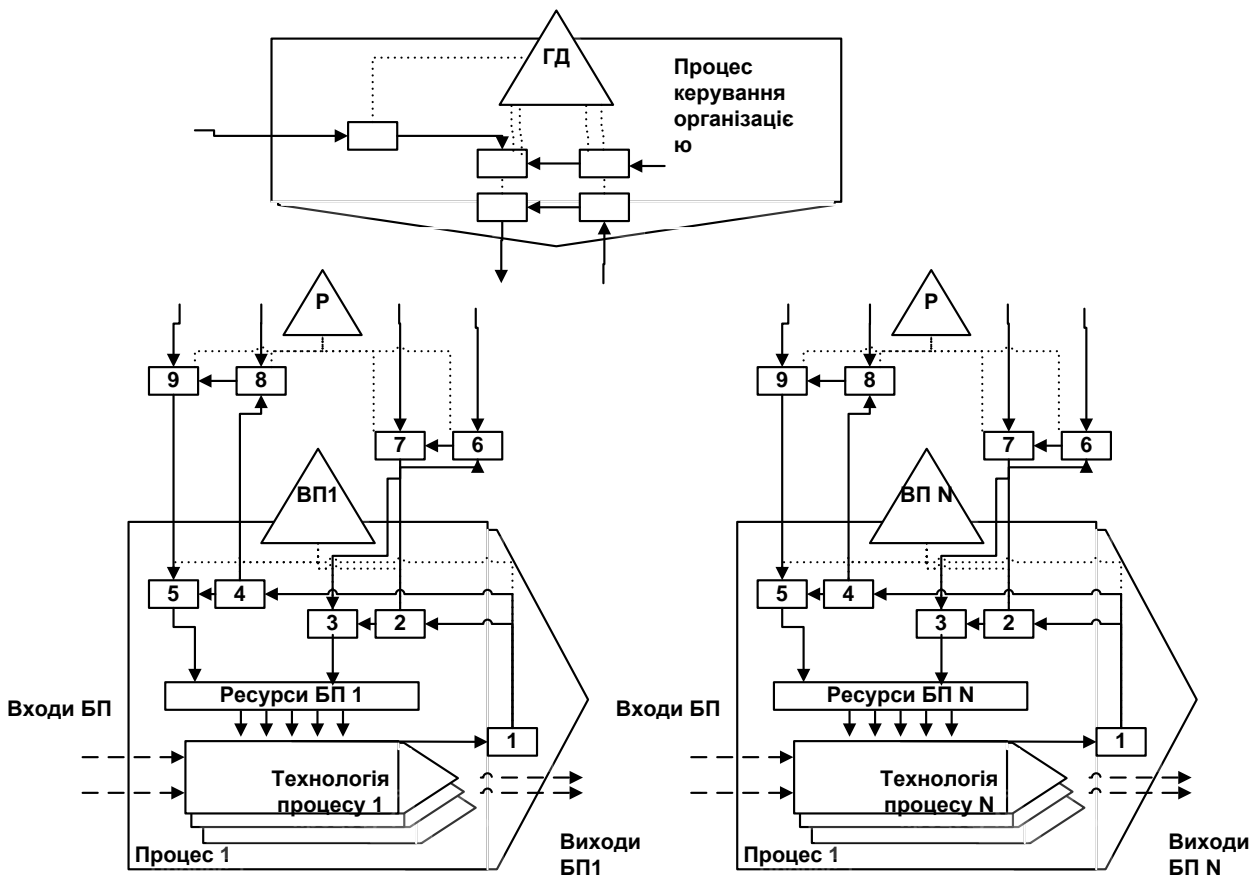 ГД
Процес
керування
організаціє
ю
Р
Р
9
8
9
8
7
6
7
6
ВП1
ВП N
5
4
5
4
3
2
3
2
Ресурси БП 1
Ресурси БП N
Входи БП
Входи БП
1
1
Технологія
процесу 1
Технологія
процесу N
Процес 1
Виходи
БП1
Процес 1
Виходи
БП N